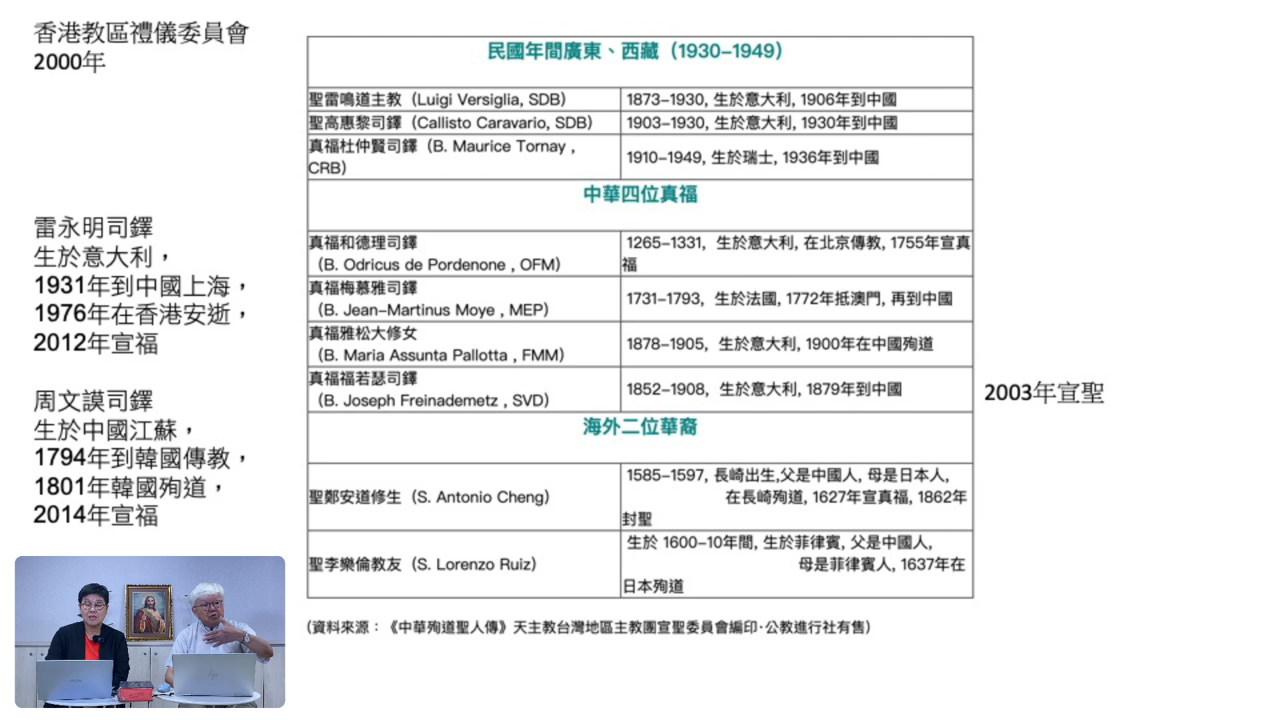 香港教區禮儀委員會
2000年
雷永明司鐸
生於意大利，
1931年到中國上海，
1976年在香港安逝，
2012年宣福
周文謨司鐸
生於中國江蘇，
1794年到韓國傳教，
1801年韓國殉道，
2014年宣福
民國年間廣東、西藏（1930–1949）
聖雷鳴道主教（Luigi Versiglia, SDB）
1873–1930, 生於意大利, 1906年到中國
聖高惠黎司鐸（Callisto Caravario, SDB）
1903–1930, 生於意大利, 1930年到中國
真福杜仲賢司鐸（B. Maurice Tornay ,
CRB）
1910–1949, 生於瑞士, 1936年到中國
中華四位真福
真福和德理司鐸
（B. Odricus de Pordenone , OFM）
1265–1331, 生於意大利, 在北京傳教, 1755年宣真
福
真福梅慕雅司鐸
（B. Jean–Martinus Moye , MEP）
1731–1793, 生於法國, 1772年抵澳門, 再到中國
真福雅松大修女
（B. Maria Assunta Pallotta , FMM）
1878–1905, 生於意大利, 1900年在中國殉道
真福福若瑟司鐸
（B. Joseph Freinademetz , SVD）
1852–1908, 生於意大利, 1879年到中國
2003年宣聖
海外二位華裔
聖鄭安道修生（S. Antonio Cheng）
1585–1597, 長崎出生,父是中國人, 母是日本人,
在長崎殉道, 1627年宣真福, 1862年
封聖
聖李樂倫教友（S. Lorenzo Ruiz）
生於 1600–10年間, 生於菲律賓, 父是中國人,
母是菲律賓人, 1637年在
日本殉道
（資料來源：《中華殉道聖人傳》天主教台灣地區主教團宣聖委員會編印·公教進行社有售）